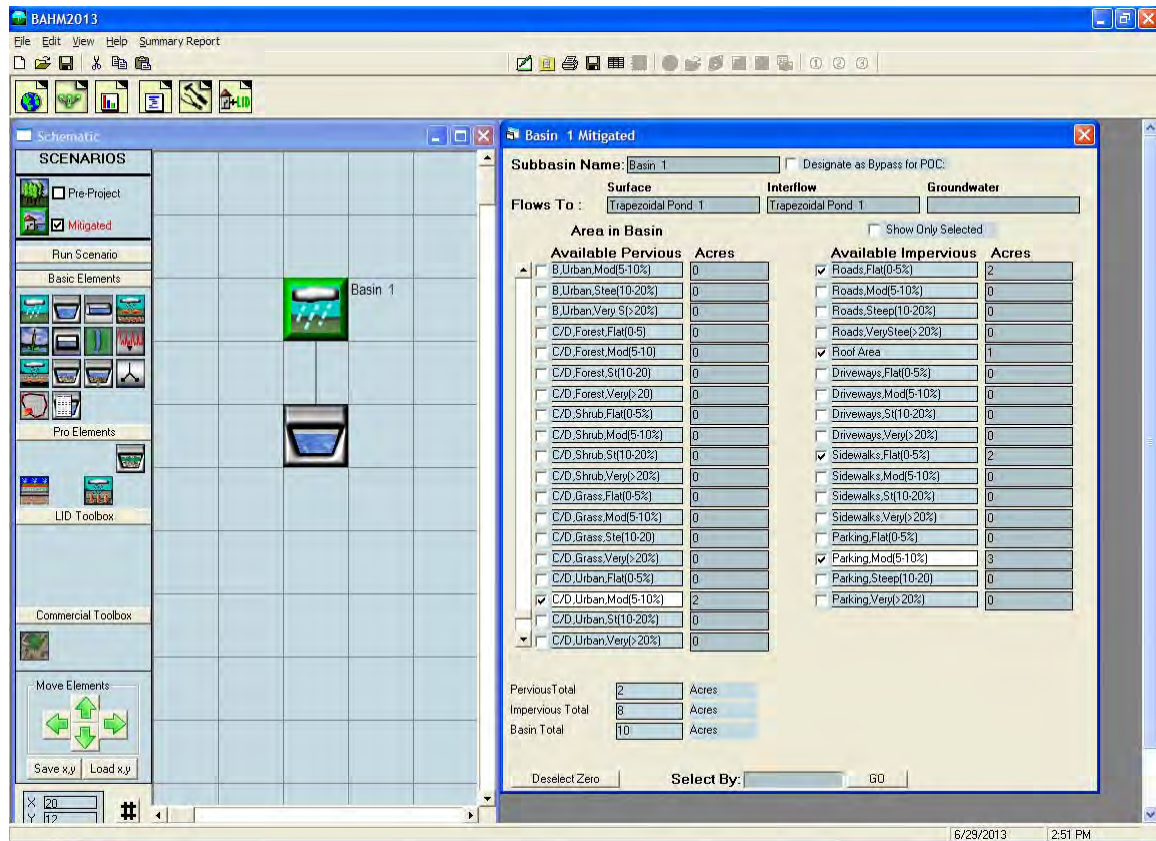 BAHM2013
File Edit View Help Summary Report
① ② ③
+LID
Schematic
SCENARIOS
Pre-Project
Mitigated
Run Scenario
Basic Elements
Pro Elements
LID Toolbox
Commercial Toolbox
Move Elements
Save x,y Load x,y
X 20
Y 12
#
Basin 1
Basin 1 Mitigated
Subbasin Name: Basin 1 Designate as Bypass for POC:
Surface Interflow Groundwater
Flows To : Trapezoidal Pond 1 Trapezoidal Pond 1
Area in Basin Show Only Selected
Available Pervious Acres Available Impervious Acres
B,Urban,Mod(5-10%) 0 Roads,Flat(0-5%) 2
B,Urban,Stee(10-20%) 0 Roads,Mod(5-10%) 0
B,Urban,Very S(>20%) 0 Roads,Steep(10-20%) 0
C/D,Forest,Flat(0-5) 0 Roads,VeryStee(>20%) 0
C/D,Forest,Mod(5-10) 0 Roof Area 1
C/D,Forest,St(10-20) 0 Driveways,Flat(0-5%) 0
C/D,Forest,Very(>20) 0 Driveways,Mod(5-10%) 0
C/D,Shrub,Flat(0-5%) 0 Driveways,St(10-20%) 0
C/D,Shrub,Mod(5-10%) 0 Driveways,Very(>20%) 0
C/D,Shrub,St(10-20%) 0 Sidewalks,Flat(0-5%) 2
C/D,Shrub,Very(>20%) 0 Sidewalks,Mod(5-10%) 0
C/D,Grass,Flat(0-5%) 0 Sidewalks,St(10-20%) 0
C/D,Grass,Mod(5-10%) 0 Sidewalks,Very(>20%) 0
C/D,Grass,Ste(10-20) 0 Parking,Flat(0-5%) 0
C/D,Grass,Very(>20%) 0 Parking,Mod(5-10%) 3
C/D,Urban,Flat(0-5%) 0 Parking,Steep(10-20) 0
C/D,Urban,Mod(5-10%) 2 Parking,Very(>20%) 0
C/D,Urban,St(10-20%) 0
C/D,Urban,Very(>20%) 0
PerviousTotal 2 Acres
Impervious Total 8 Acres
Basin Total 10 Acres
Deselect Zero Select By: GO
6/29/2013 2:51 PM